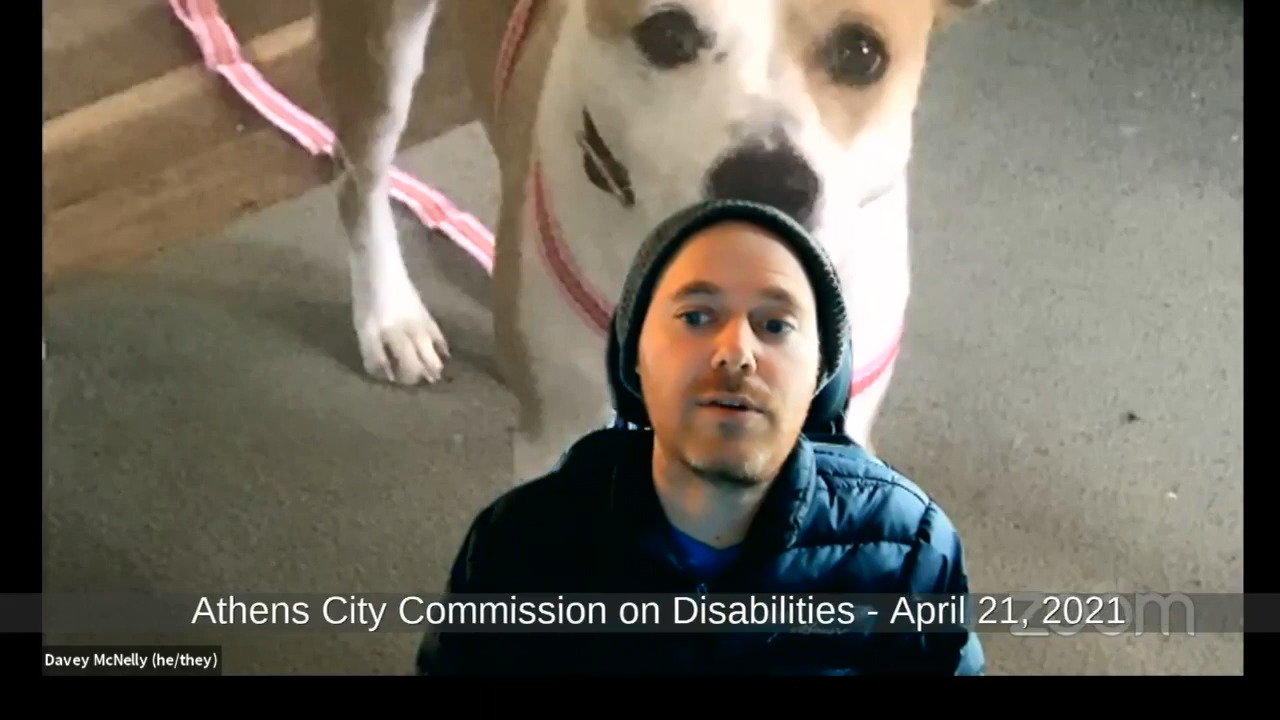 Athens City Commission on Disabilities - April 21, 2021
zoom
Davey McNelly (he/they)